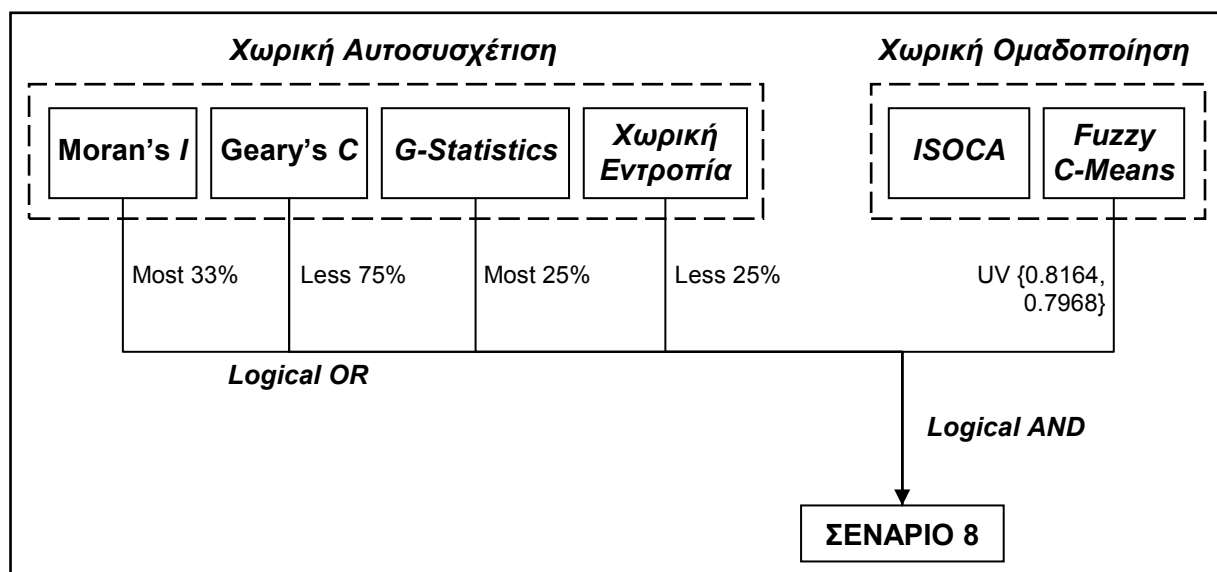 Χωρική Αυτοσυσχέτιση
Χωρική Ομαδοποίηση
Moran's I
Geary's C
G-Statistics
Χωρική
Εντροπία
ISOCA
Fuzzy
C-Means
Most 33%
Less 75%
Most 25%
Less 25%
UV {0.8164,
0.7968}
Logical OR
Logical AND
ΣΕΝΑΡΙΟ 8